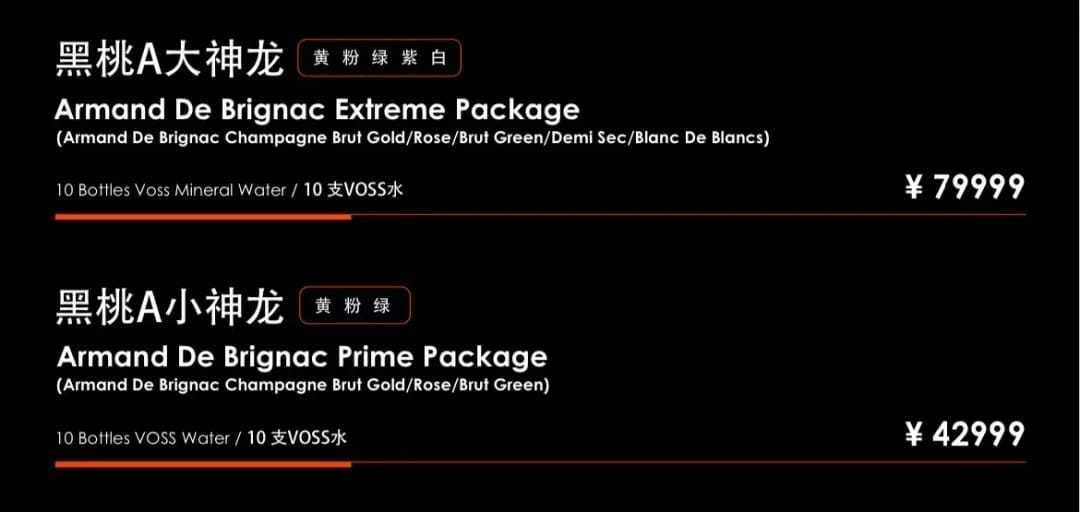 黑桃A大神龙 黄 粉 绿 紫 白
Armand De Brignac Extreme Package
(Armand De Brignac Champagne Brut Gold/Rose/Brut Green/Demi Sec/Blanc De Blancs)
10 Bottles Voss Mineral Water / 10 支VOSS水 ¥ 79999
黑桃A小神龙 黄 粉 绿
Armand De Brignac Prime Package
(Armand De Brignac Champagne Brut Gold/Rose/Brut Green)
10 Bottles VOSS Water / 10 支VOSS水 ¥ 42999